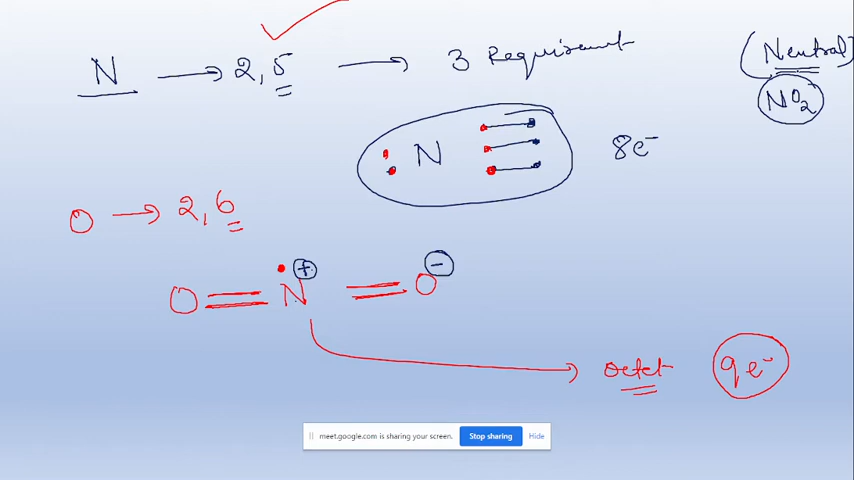 N → 2,5 → 3 Requirement (Neutral)
NO2
N 8e⁻
O → 2,6
O = N⊕ = O⊖
octet 9e⁻
meet.google.com is sharing your screen. Stop sharing Hide